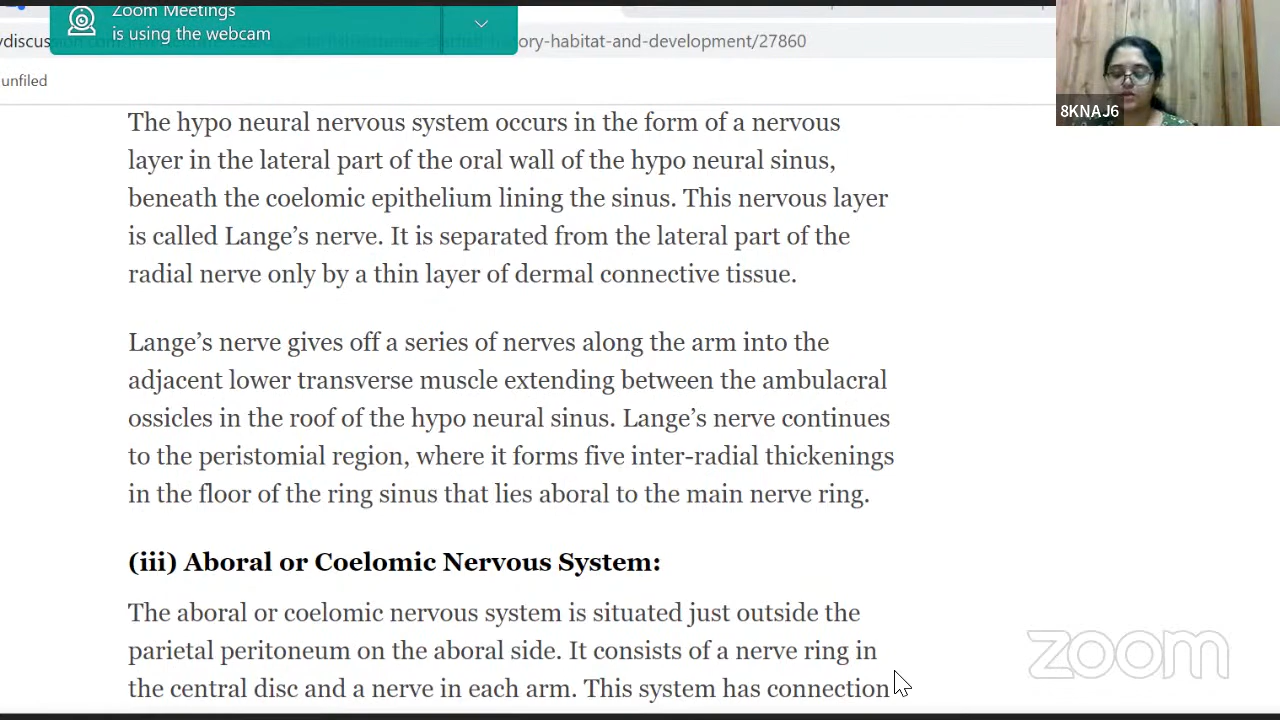 Zoom Meetings
is using the webcam
ory-habitat-and-development/27860
unfiled
8KNAJ6
The hypo neural nervous system occurs in the form of a nervous
layer in the lateral part of the oral wall of the hypo neural sinus,
beneath the coelomic epithelium lining the sinus. This nervous layer
is called Lange’s nerve. It is separated from the lateral part of the
radial nerve only by a thin layer of dermal connective tissue.
Lange’s nerve gives off a series of nerves along the arm into the
adjacent lower transverse muscle extending between the ambulacral
ossicles in the roof of the hypo neural sinus. Lange’s nerve continues
to the peristomial region, where it forms five inter-radial thickenings
in the floor of the ring sinus that lies aboral to the main nerve ring.
(iii) Aboral or Coelomic Nervous System:
The aboral or coelomic nervous system is situated just outside the
parietal peritoneum on the aboral side. It consists of a nerve ring in
the central disc and a nerve in each arm. This system has connection
zoom